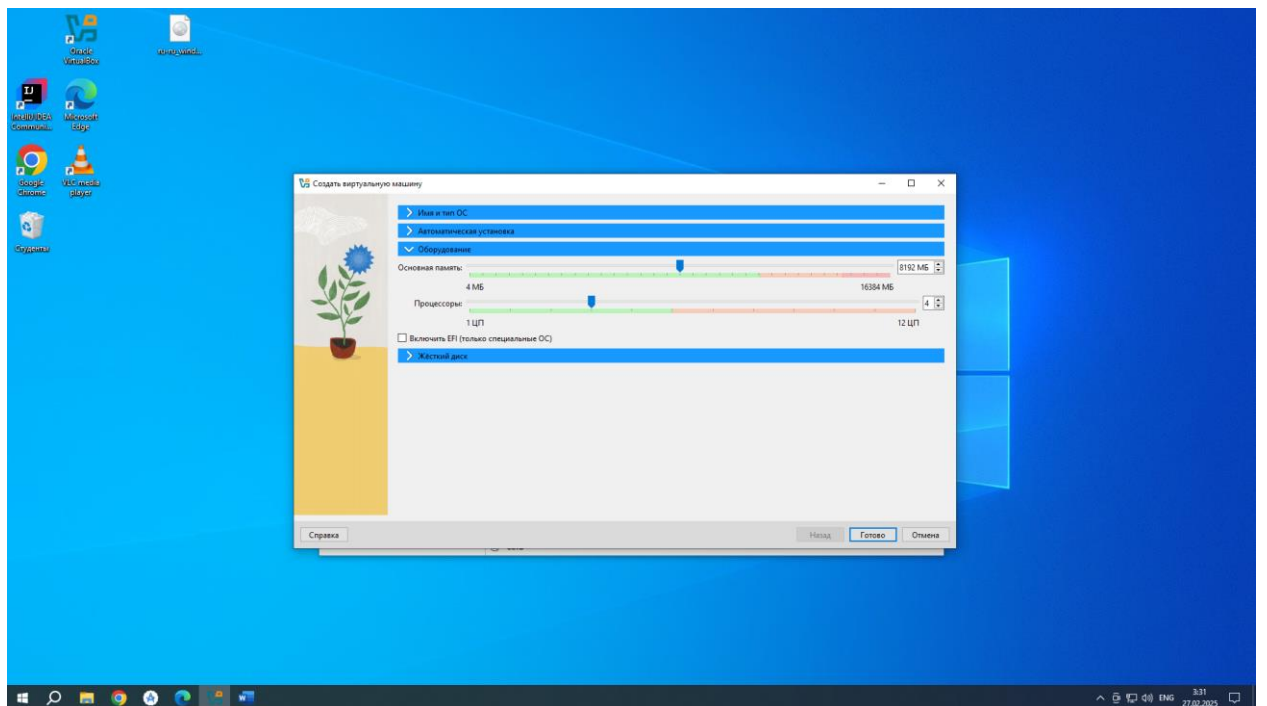 Oracle
VirtualBox
ru-ru_wind...
IntelliJ IDEA
Communi...
Microsoft
Edge
Google
Chrome
VLC media
player
Студенты
Создать виртуальную машину
Имя и тип ОС
Автоматическая установка
Оборудование
Основная память:
8192 МБ
4 МБ
16384 МБ
Процессоры:
4
1 ЦП
12 ЦП
Включить EFI (только специальные ОС)
Жёсткий диск
Справка
Назад
Готово
Отмена
ENG
3:31
27.02.2025